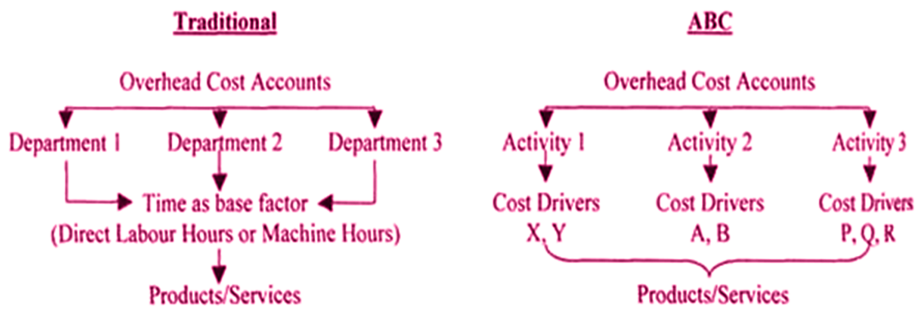 Traditional
Overhead Cost Accounts
Department 1 Department 2 Department 3
Time as base factor
(Direct Labour Hours or Machine Hours)
Products/Services
ABC
Overhead Cost Accounts
Activity 1 Activity 2 Activity 3
Cost Drivers Cost Drivers Cost Drivers
X, Y A, B P, Q, R
Products/Services